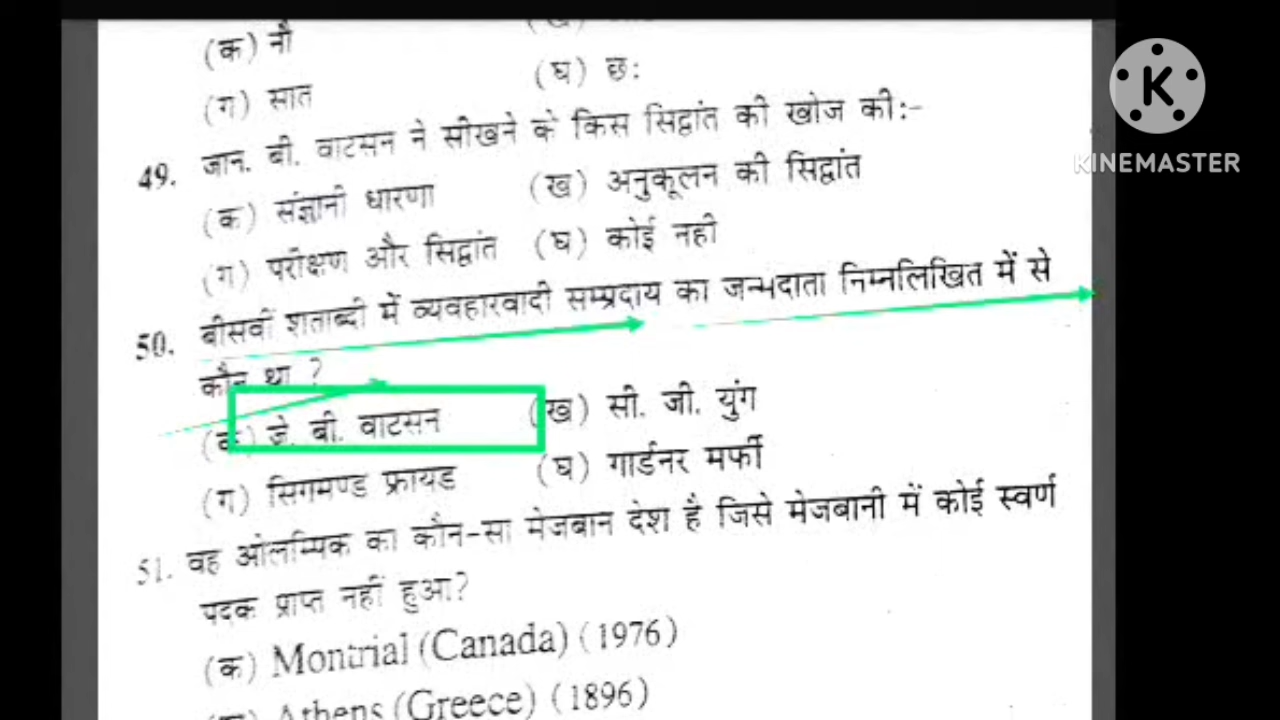 (क) नौ
(ग) सात
(घ) छः
49. जान. बी. वाटसन ने सीखने के किस सिद्वांत की खोज की:-
(क) संज्ञानी धारणा (ख) अनुकूलन की सिद्वांत
(ग) परीक्षण और सिद्वांत (घ) कोई नही
50. बीसवीं शताब्दी में व्यवहारवादी सम्प्रदाय का जन्मदाता निम्नलिखित में से
कौन था ?
(क) जे. बी. वाटसन (ख) सी. जी. युंग
(ग) सिगमण्ड फ्रायड (घ) गार्डनर मर्फी
51. वह ओलम्पिक का कौन-सा मेजबान देश है जिसे मेजबानी में कोई स्वर्ण
पदक प्राप्त नहीं हुआ?
(क) Montrial (Canada) (1976)
Athens (Greece) (1896)
K
KINEMASTER